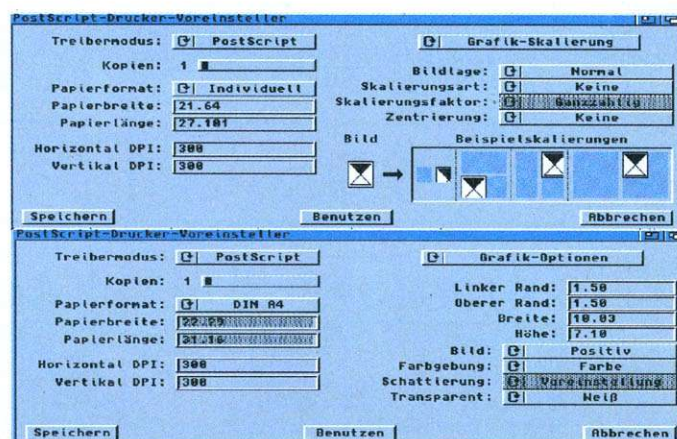 PostScript-Drucker-Voreinsteller
Treibermodus: PostScript
Grafik-Skalierung
Kopien: 1
Papierformat: Individuell
Papierbreite: 21.64
Papierlänge: 27.181
Horizontal DPI: 300
Vertikal DPI: 300
Bildlage: Normal
Skalierungsart: Keine
Skalierungsfaktor: Ganzzahlig
Zentrierung: Keine
Bild Beispielskalierungen
Speichern Benutzen Abbrechen
PostScript-Drucker-Voreinsteller
Treibermodus: PostScript
Grafik-Optionen
Kopien: 1
Papierformat: DIN A4
Papierbreite: 22.29
Papierlänge: 31.16
Horizontal DPI: 300
Vertikal DPI: 300
Linker Rand: 1.50
Oberer Rand: 1.50
Breite: 18.03
Höhe: 7.10
Bild: Positiv
Farbgebung: Farbe
Schattierung: Voreinstellung
Transparent: Weiß
Speichern Benutzen Abbrechen